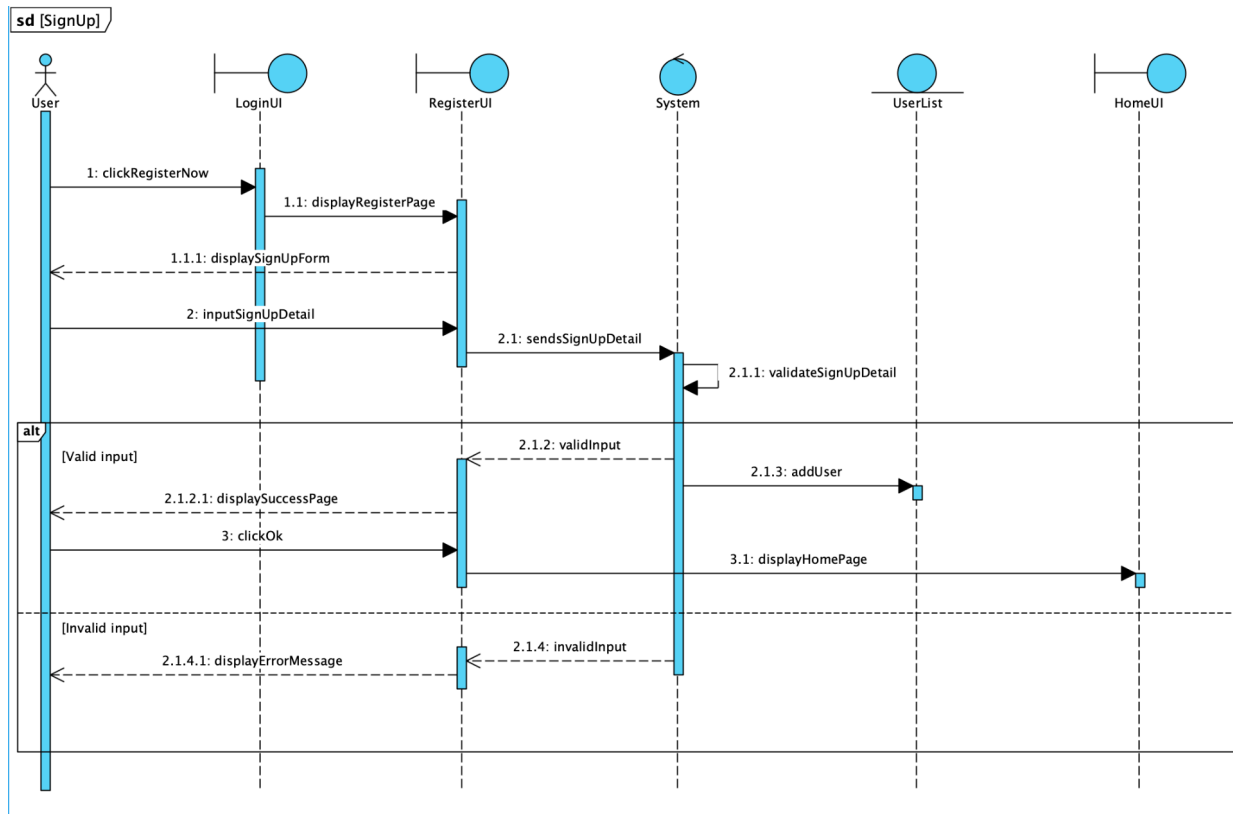 sd [SignUp]
User
LoginUI
RegisterUI
System
UserList
HomeUI
1: clickRegisterNow
1.1: displayRegisterPage
1.1.1: displaySignUpForm
2: inputSignUpDetail
2.1: sendsSignUpDetail
2.1.1: validateSignUpDetail
alt
[Valid input]
2.1.2: validInput
2.1.3: addUser
2.1.2.1: displaySuccessPage
3: clickOk
3.1: displayHomePage
[Invalid input]
2.1.4: invalidInput
2.1.4.1: displayErrorMessage